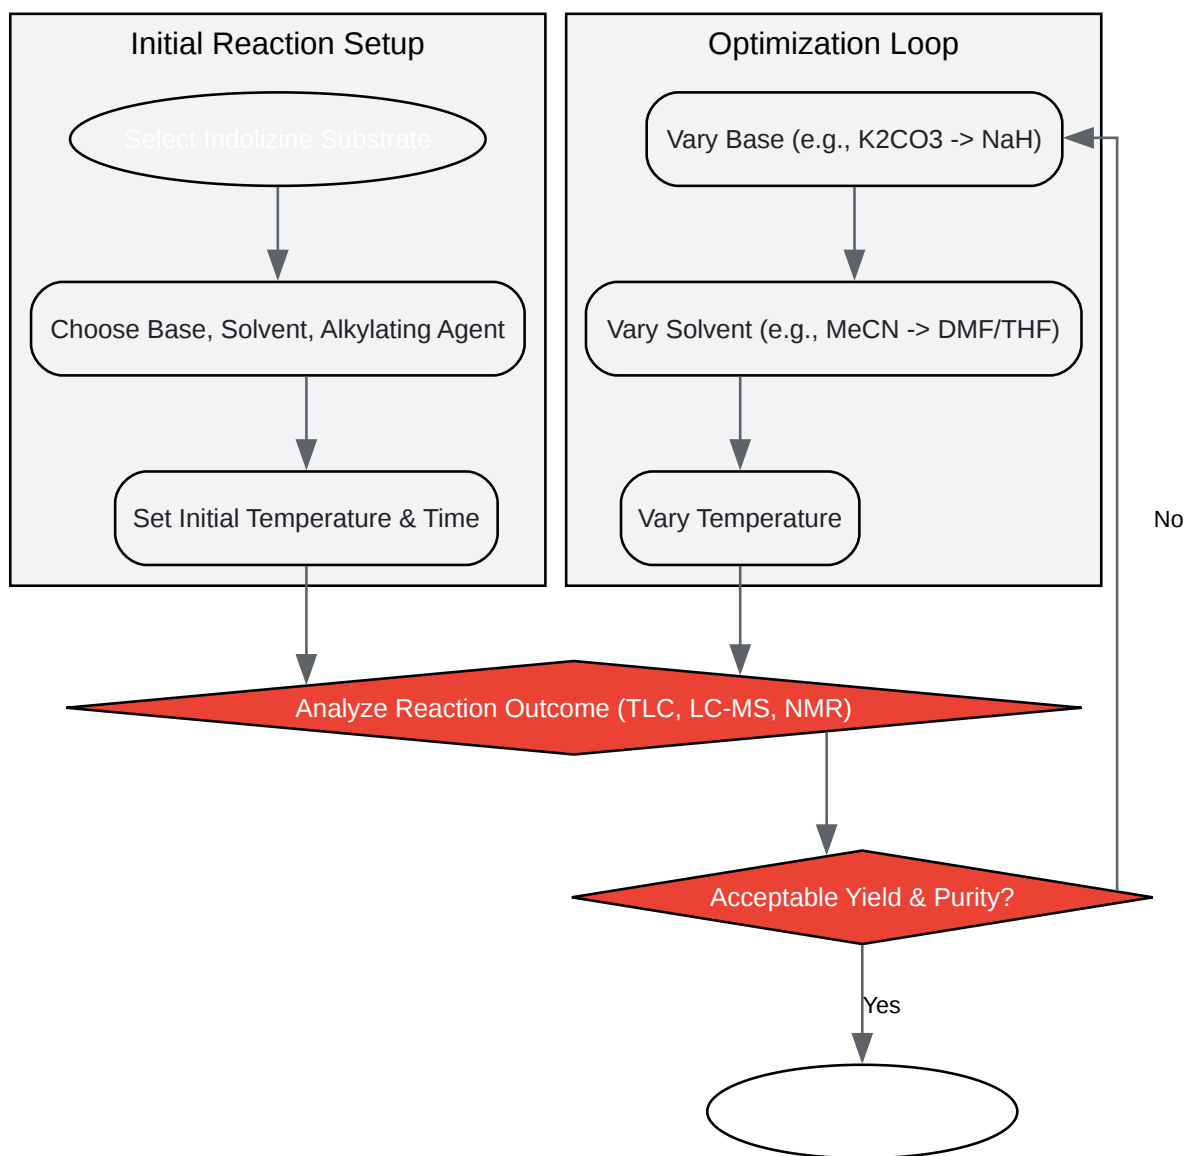 Initial Reaction Setup
Select Indolizine Substrate
Choose Base, Solvent, Alkylating Agent
Set Initial Temperature & Time
Optimization Loop
Vary Base (e.g., K2CO3 -> NaH)
Vary Solvent (e.g., MeCN -> DMF/THF)
Vary Temperature
No
Analyze Reaction Outcome (TLC, LC-MS, NMR)
Acceptable Yield & Purity?
Yes